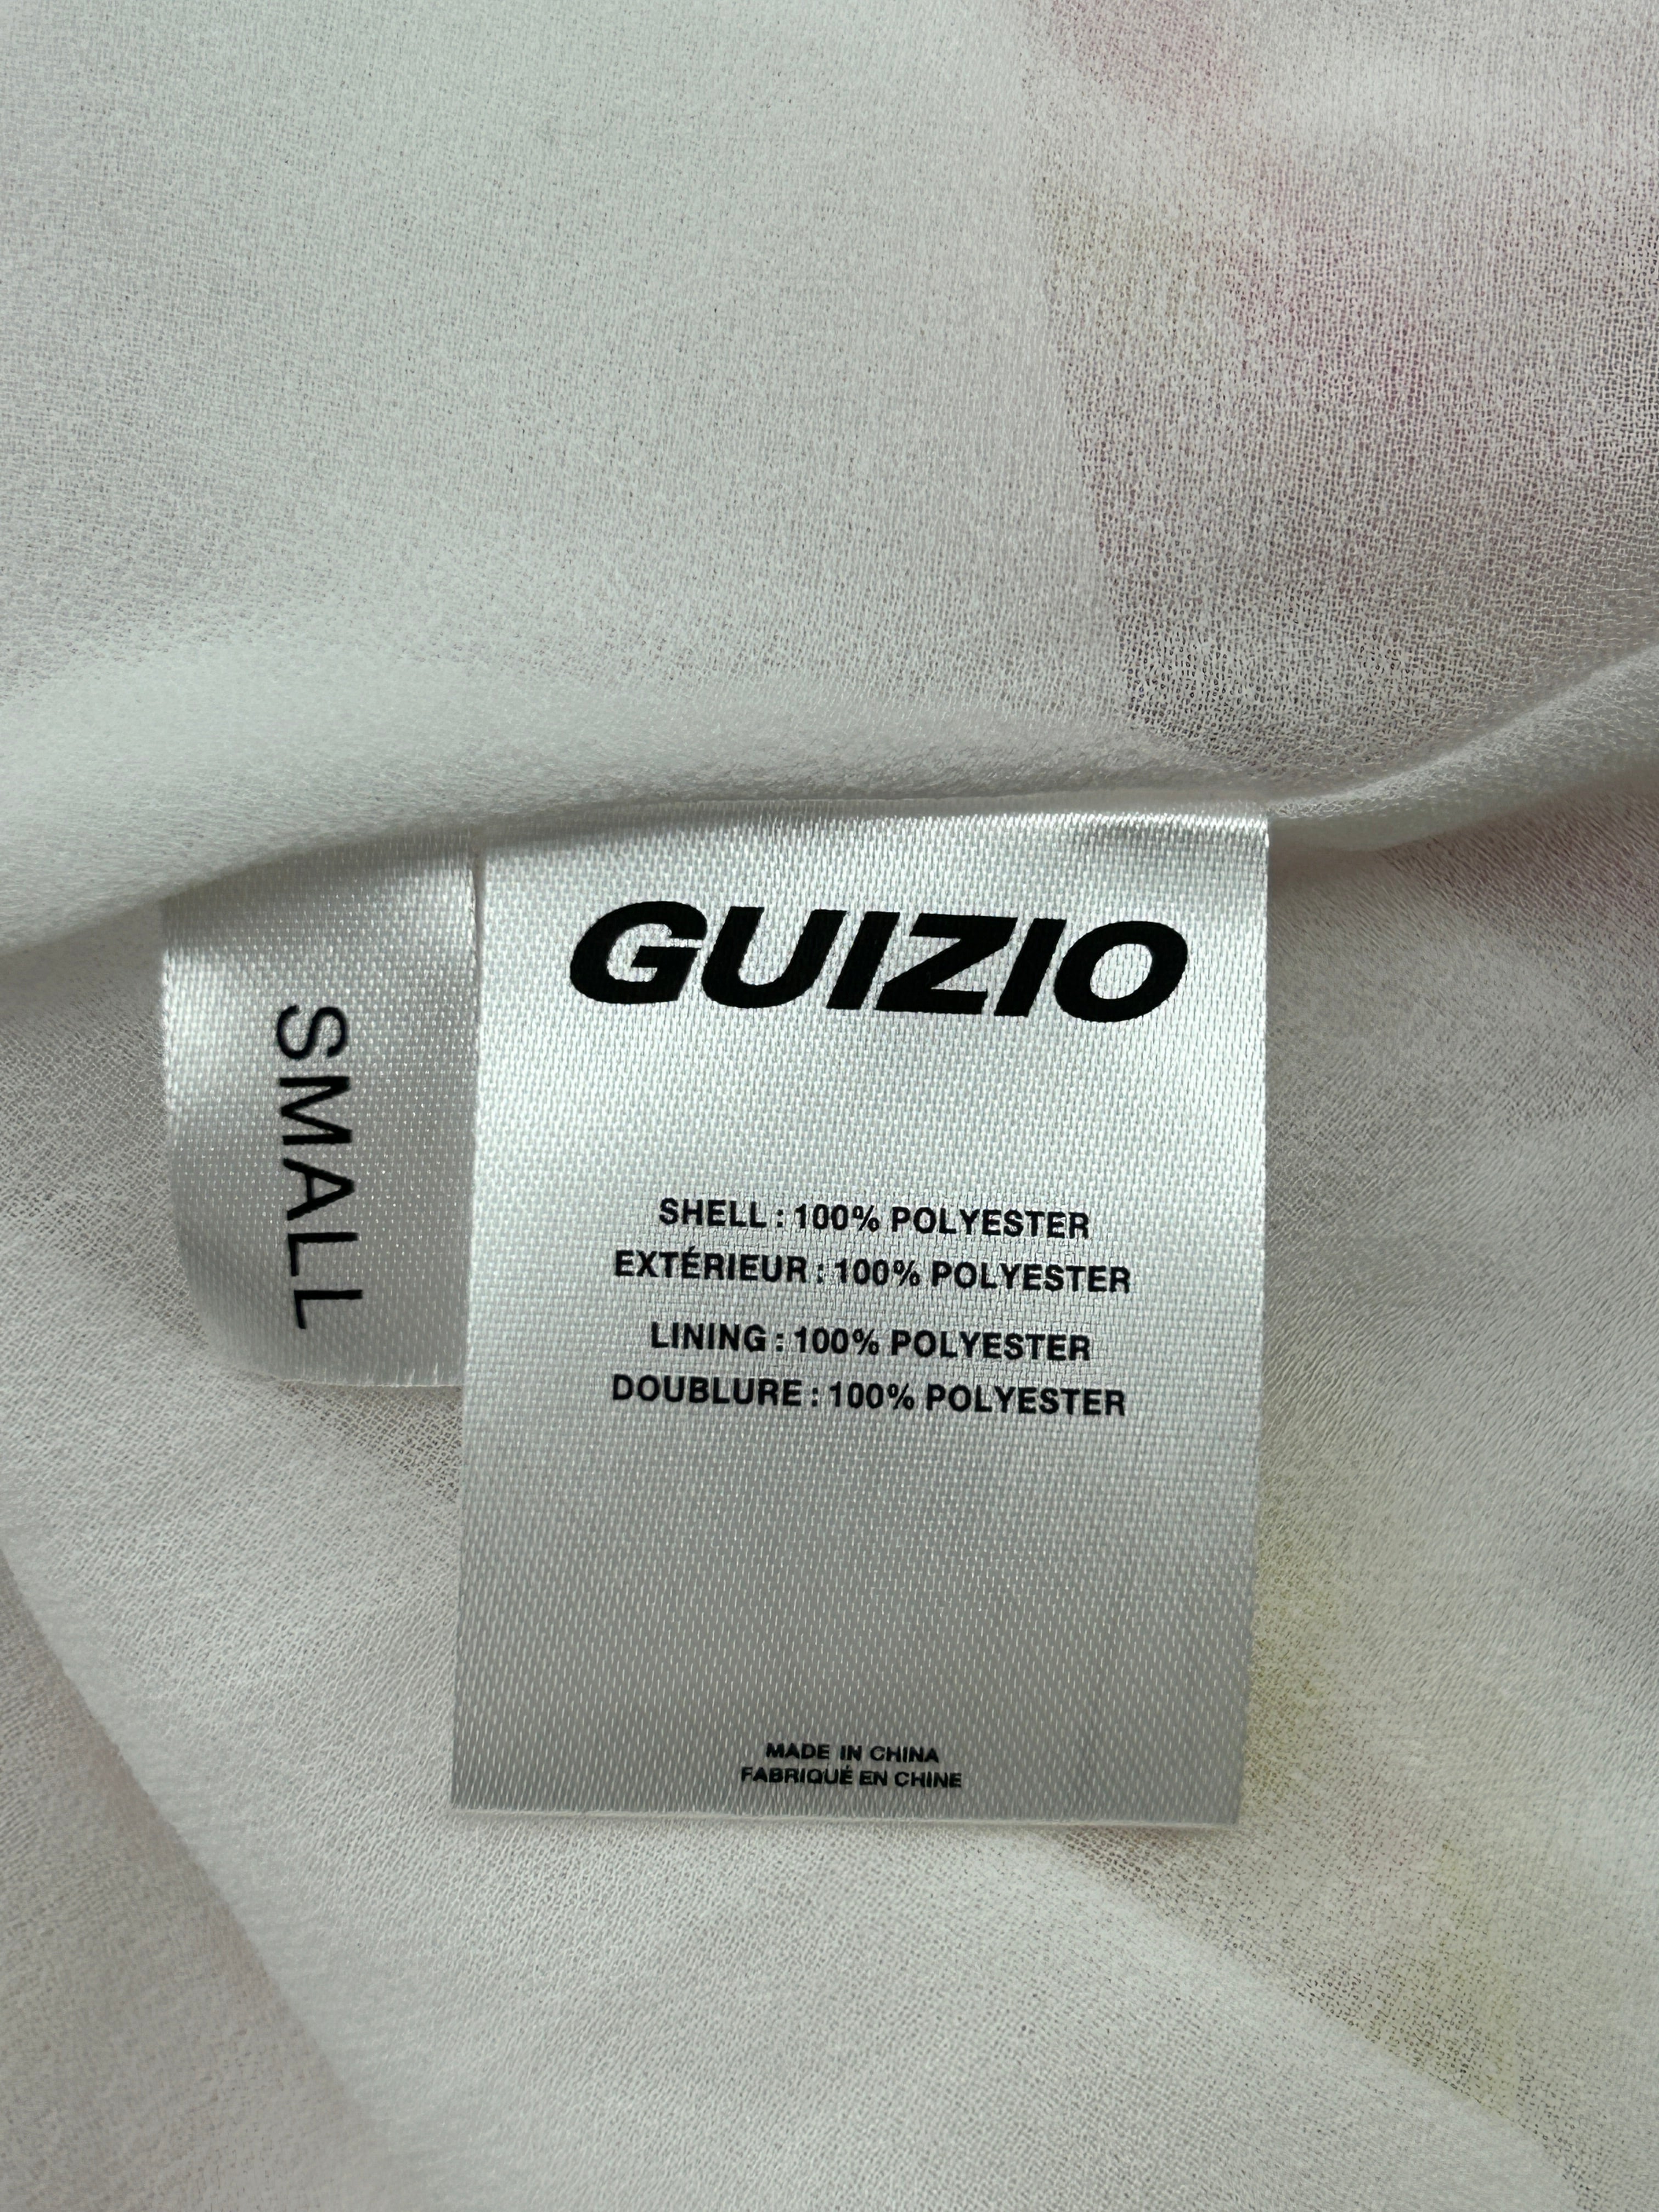 GUIZIO
SMALL
SHELL : 100% POLYESTER
EXTÉRIEUR : 100% POLYESTER
LINING : 100% POLYESTER
DOUBLURE : 100% POLYESTER
MADE IN CHINA
FABRIQUÉ EN CHINE